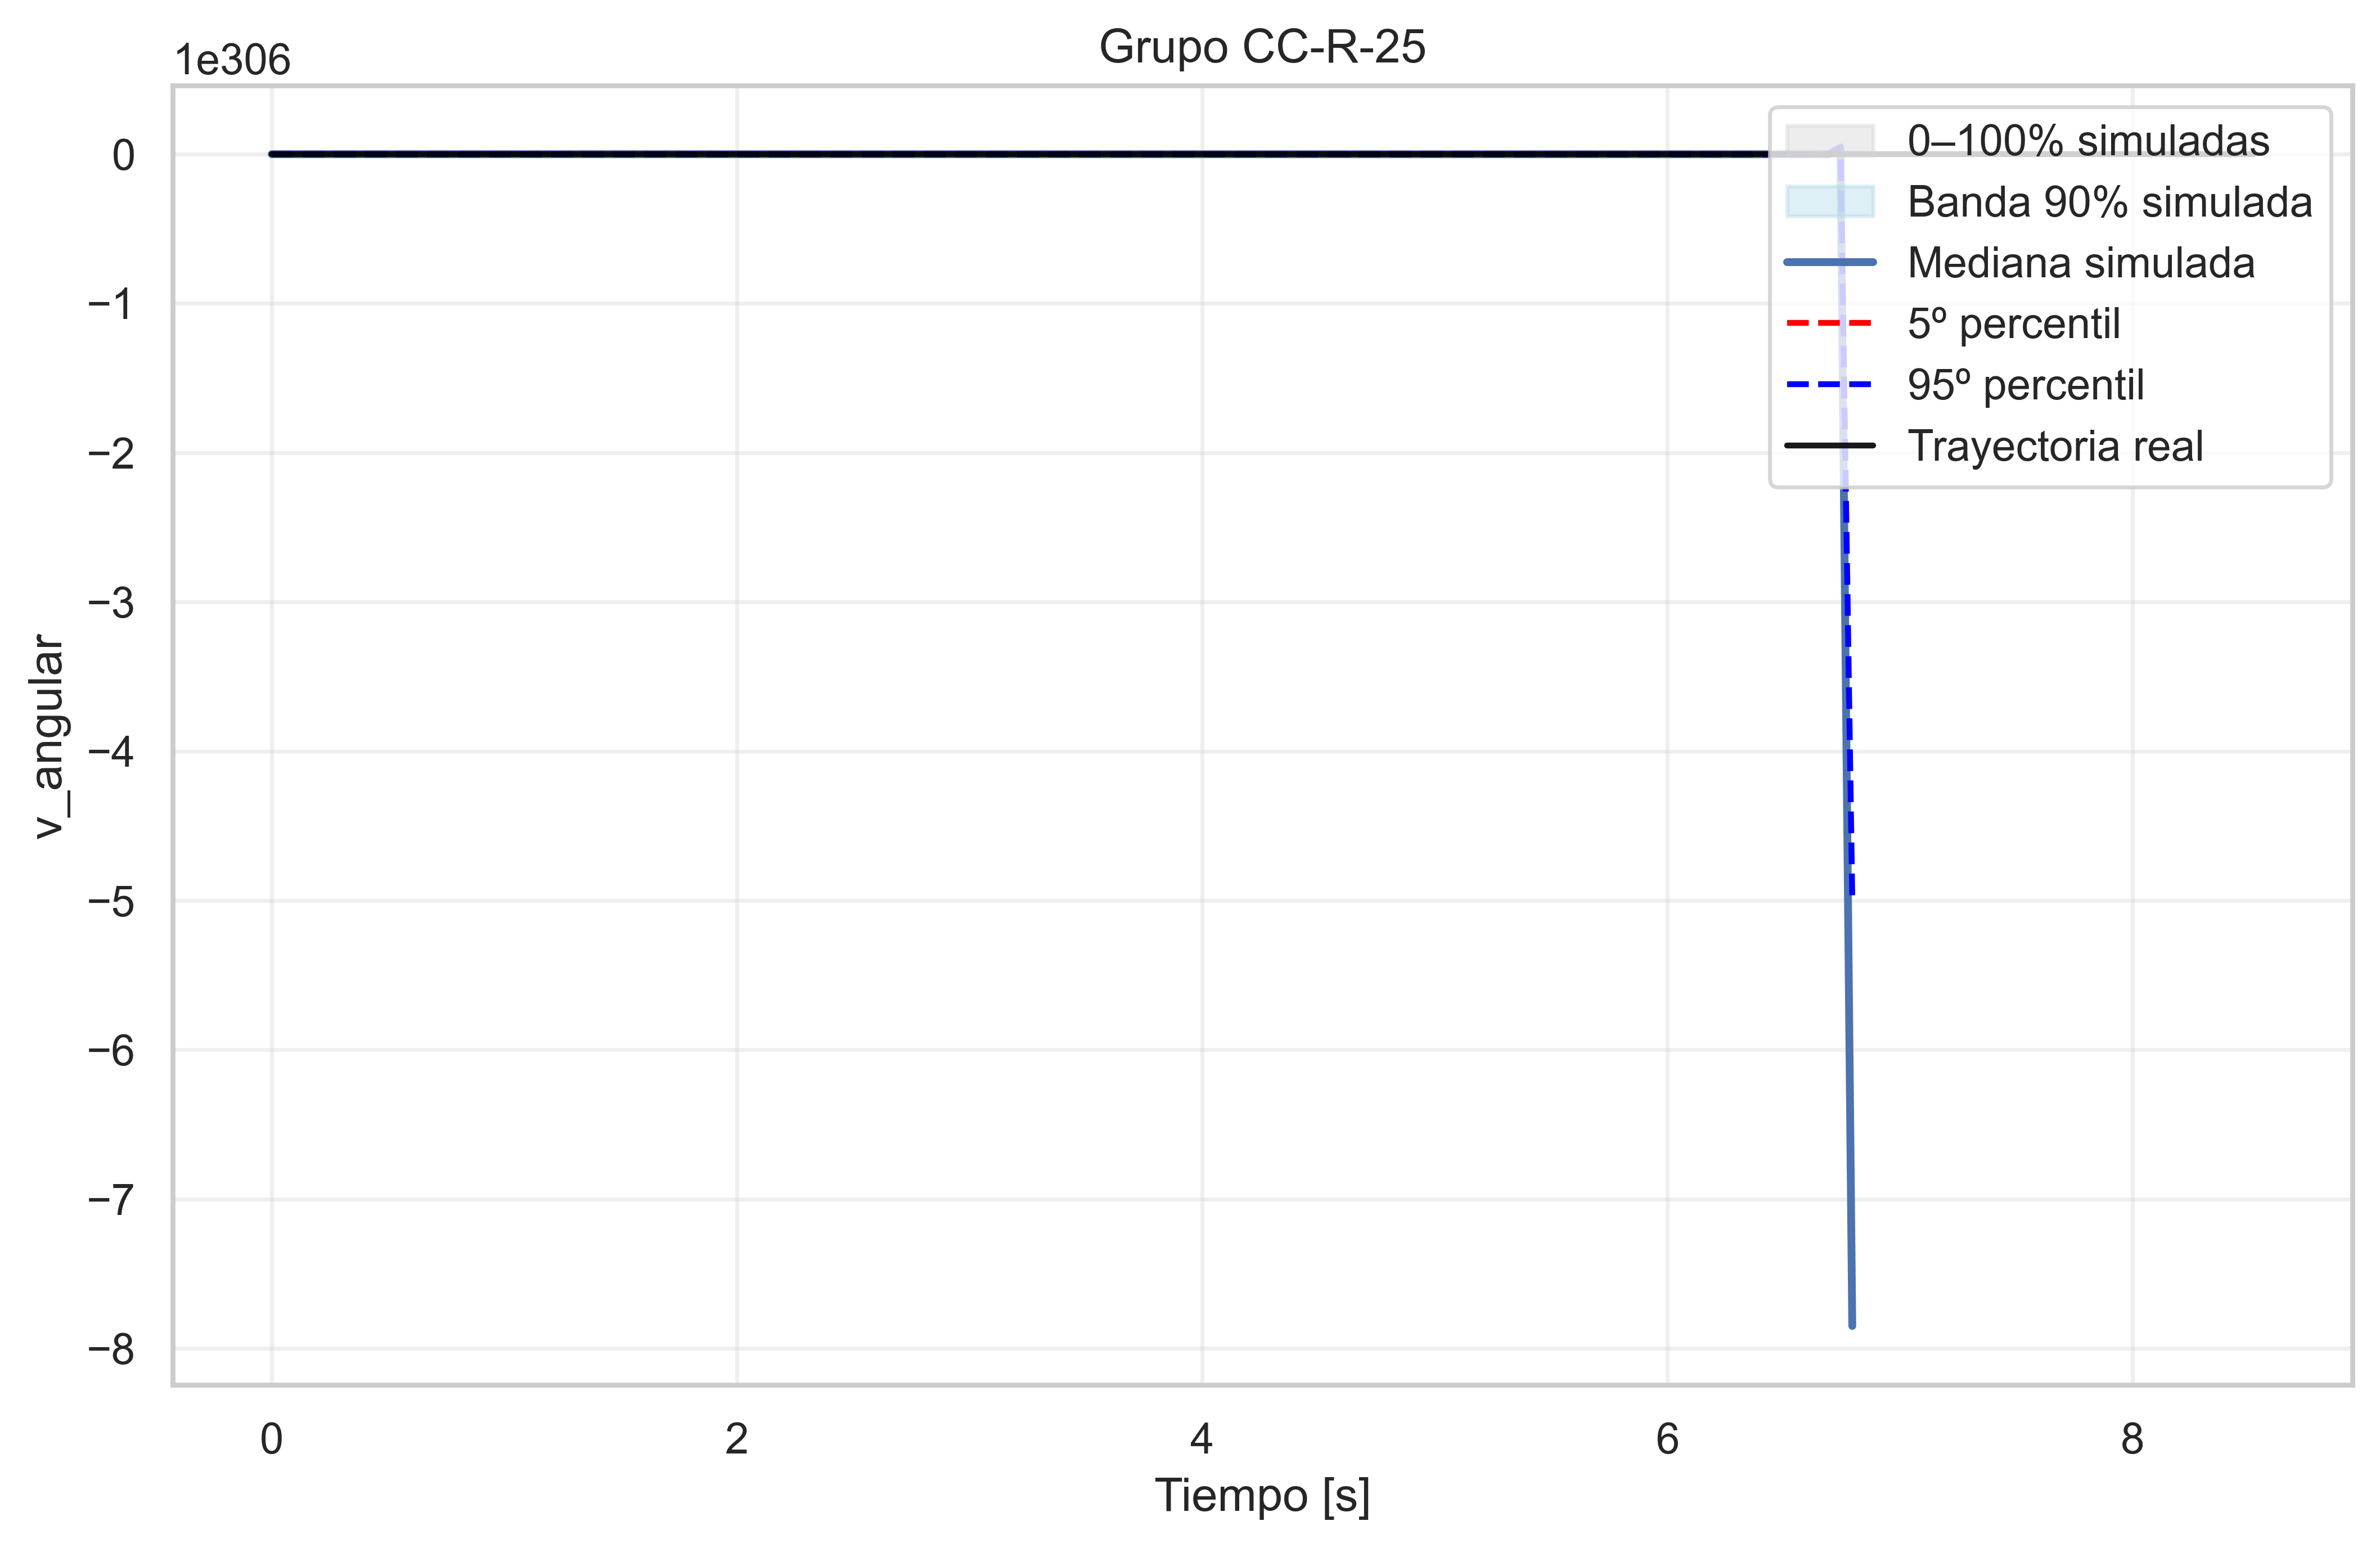 Grupo CC-R-25
1e306
0
−1
−2
−3
−4
−5
−6
−7
−8
v_angular
0–100% simuladas
Banda 90% simulada
Mediana simulada
5º percentil
95º percentil
Trayectoria real
0 2 4 6 8
Tiempo [s]